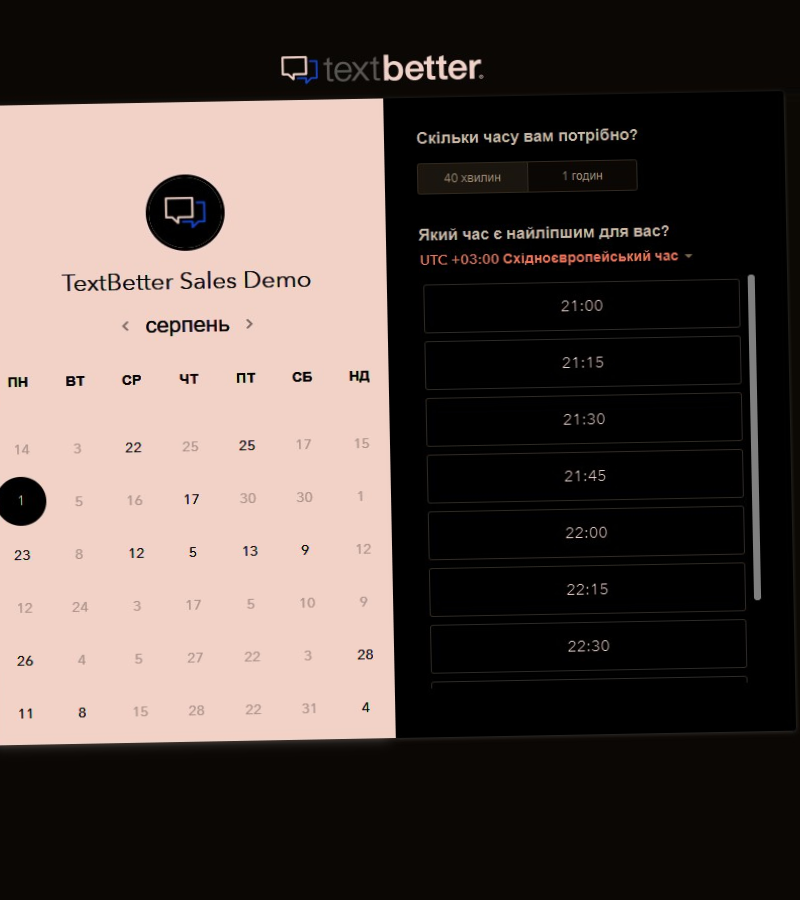 textbetter.
TextBetter Sales Demo
серпень
ПН ВТ СР ЧТ ПТ СБ НД
14 3 22 25 25 17 15
1 5 16 17 30 30 1
23 8 12 5 13 9 12
12 24 3 17 5 10 9
26 4 5 27 22 3 28
11 8 15 28 22 31 4
Скільки часу вам потрібно?
40 хвилин 1 годин
Який час є найліпшим для вас?
UTC +03:00 Східноєвропейський час
21:00
21:15
21:30
21:45
22:00
22:15
22:30